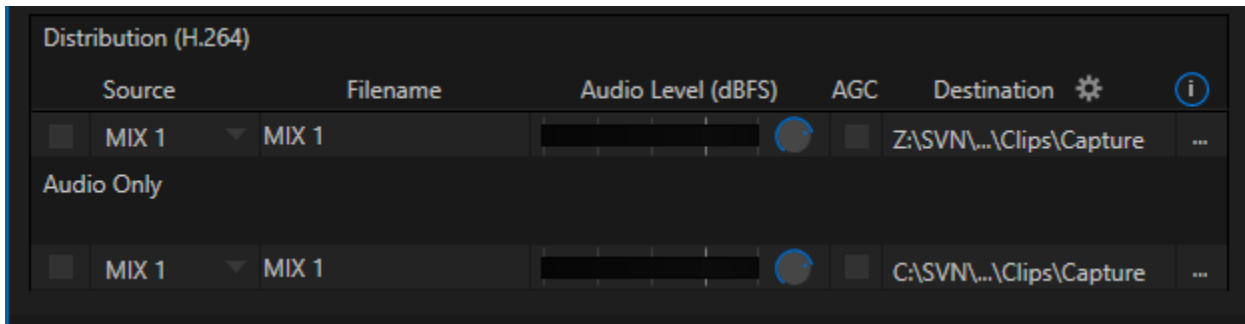 Distribution (H.264)
Source Filename Audio Level (dBFS) AGC Destination i
MIX 1 MIX 1 Z:\SVN\...\Clips\Capture ...
Audio Only
MIX 1 MIX 1 C:\SVN\...\Clips\Capture ...